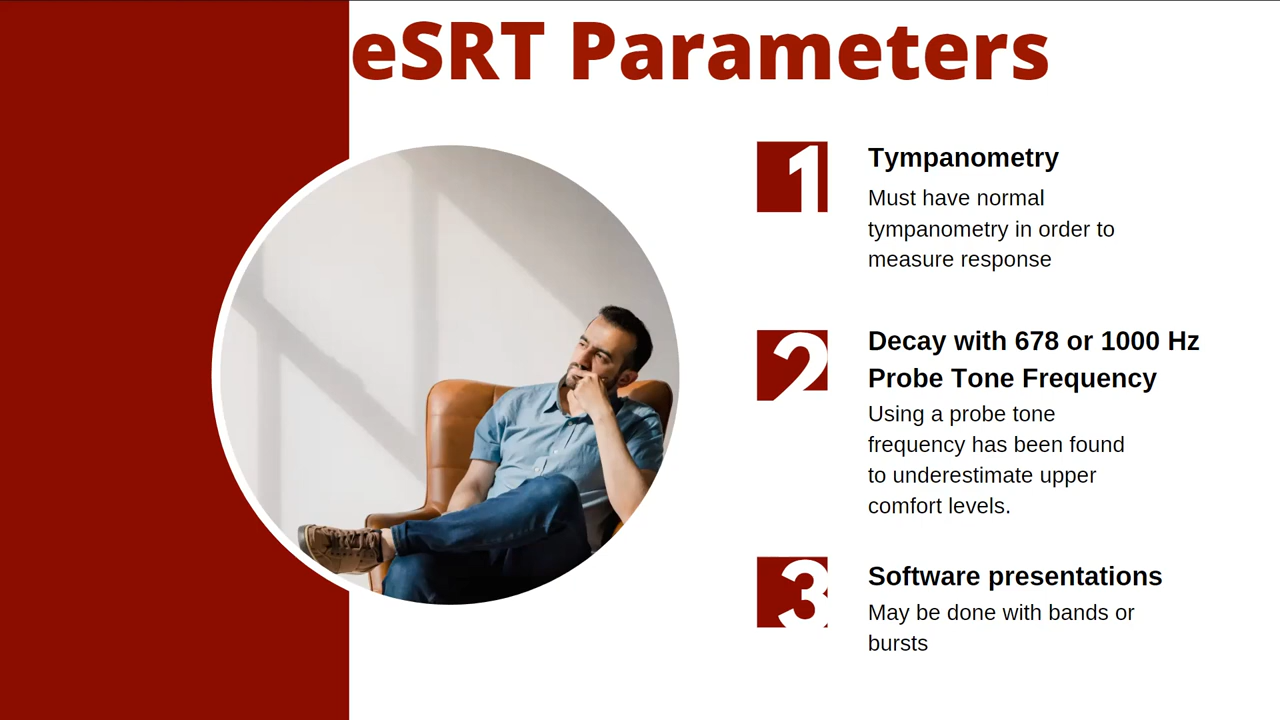 eSRT Parameters
1
Tympanometry
Must have normal
tympanometry in order to
measure response
2
Decay with 678 or 1000 Hz
Probe Tone Frequency
Using a probe tone
frequency has been found
to underestimate upper
comfort levels.
3
Software presentations
May be done with bands or
bursts